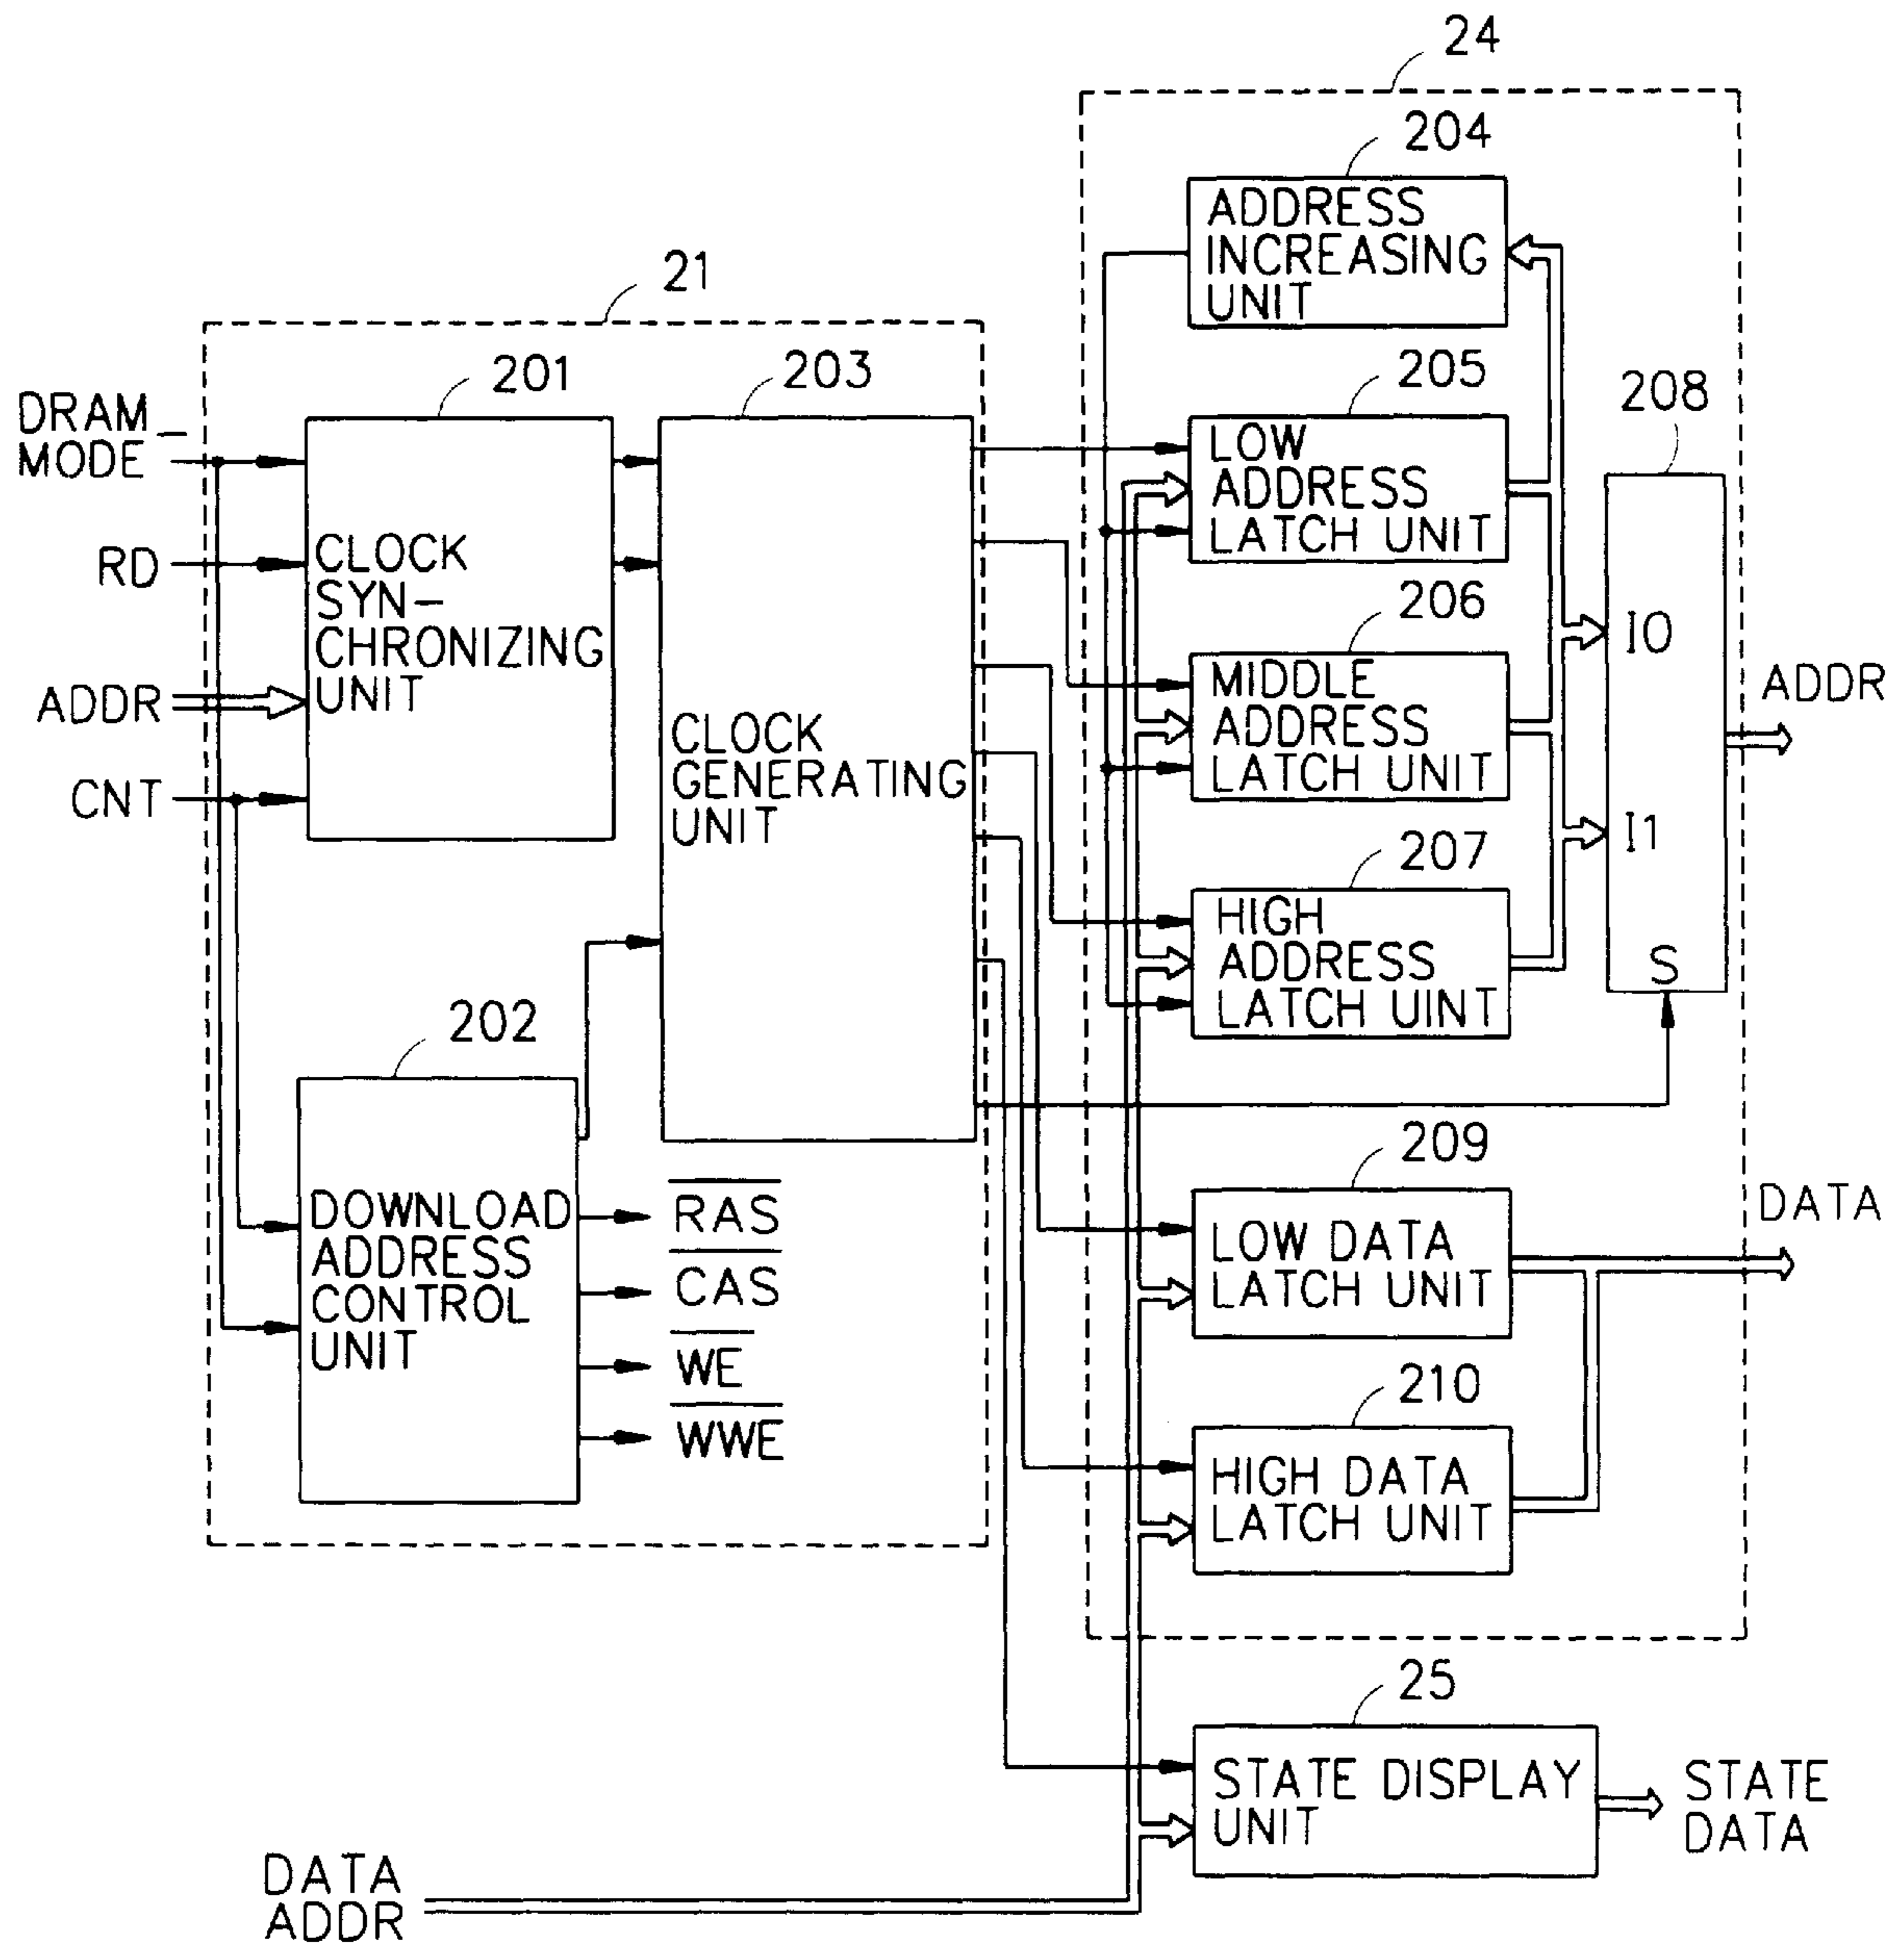 24
204
ADDRESS
INCREASING
UNIT
21
201
203
205
208
DRAM_
MODE
LOW
ADDRESS
LATCH UNIT
RD
CLOCK
SYN-
CHRONIZING
UNIT
206
I0
ADDR
MIDDLE
ADDRESS
LATCH UNIT
ADDR
CLOCK
GENERATING
UNIT
CNT
I1
207
HIGH
ADDRESS
LATCH UINT
S
202
209
DOWNLOAD
ADDRESS
CONTROL
UNIT
RAS
CAS
WE
WWE
LOW DATA
LATCH UNIT
DATA
210
HIGH DATA
LATCH UNIT
25
STATE DISPLAY
UNIT
STATE
DATA
DATA
ADDR